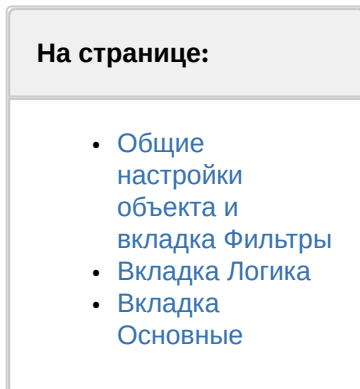 На странице:
• Общие
настройки
объекта и
вкладка Фильтры
• Вкладка Логика
• Вкладка
Основные